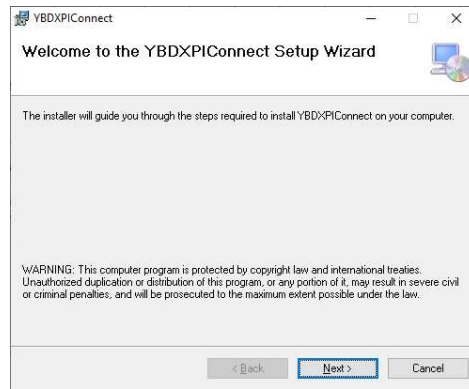 YBDXPIConnect
Welcome to the YBDXPIConnect Setup Wizard
The installer will guide you through the steps required to install YBDXPIConnect on your computer.
WARNING: This computer program is protected by copyright law and international treaties.
Unauthorized duplication or distribution of this program, or any portion of it, may result in severe civil
or criminal penalties, and will be prosecuted to the maximum extent possible under the law.
< Back
Next >
Cancel